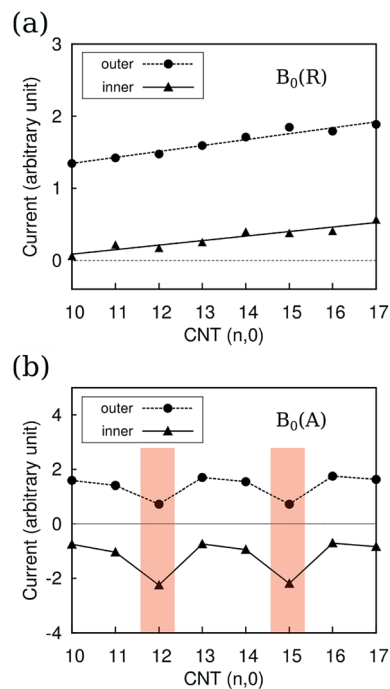 (a)
3
2
1
0
Current (arbitrary unit)
outer
inner
B₀(R)
10 11 12 13 14 15 16 17
CNT (n,0)
(b)
4
2
0
-2
-4
Current (arbitrary unit)
outer
inner
B₀(A)
10 11 12 13 14 15 16 17
CNT (n,0)